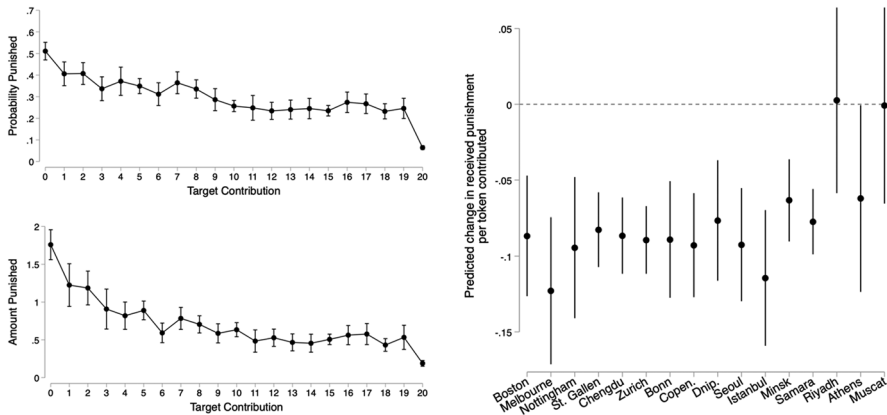 Probability Punished
.7
.6
.5
.4
.3
.2
.1
0
0 1 2 3 4 5 6 7 8 9 10 11 12 13 14 15 16 17 18 19 20
Target Contribution
Amount Punished
2
1.5
1
.5
0
0 1 2 3 4 5 6 7 8 9 10 11 12 13 14 15 16 17 18 19 20
Target Contribution
Predicted change in received punishment
per token contributed
.05
0
-.05
-.1
-.15
Boston
Melbourne
Nottingham
St. Gallen
Chengdu
Zurich
Bonn
Copen.
Dnip.
Seoul
Istanbul
Minsk
Samara
Riyadh
Athens
Muscat